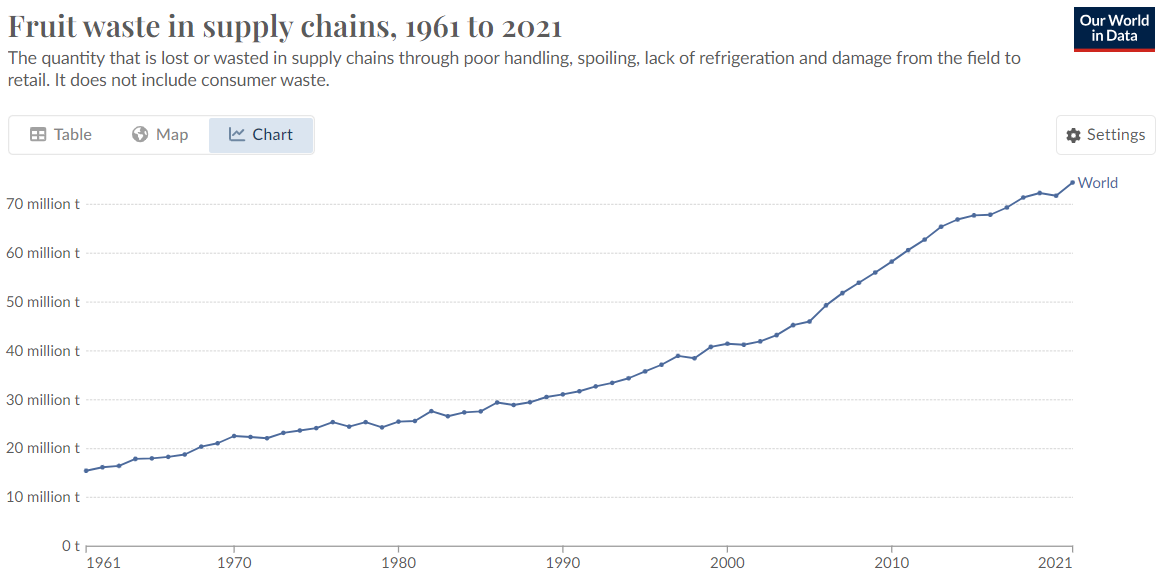 Fruit waste in supply chains, 1961 to 2021
Our World
in Data
The quantity that is lost or wasted in supply chains through poor handling, spoiling, lack of refrigeration and damage from the field to
retail. It does not include consumer waste.
Table
Map
Chart
Settings
World
70 million t
60 million t
50 million t
40 million t
30 million t
20 million t
10 million t
0 t
1961
1970
1980
1990
2000
2010
2021